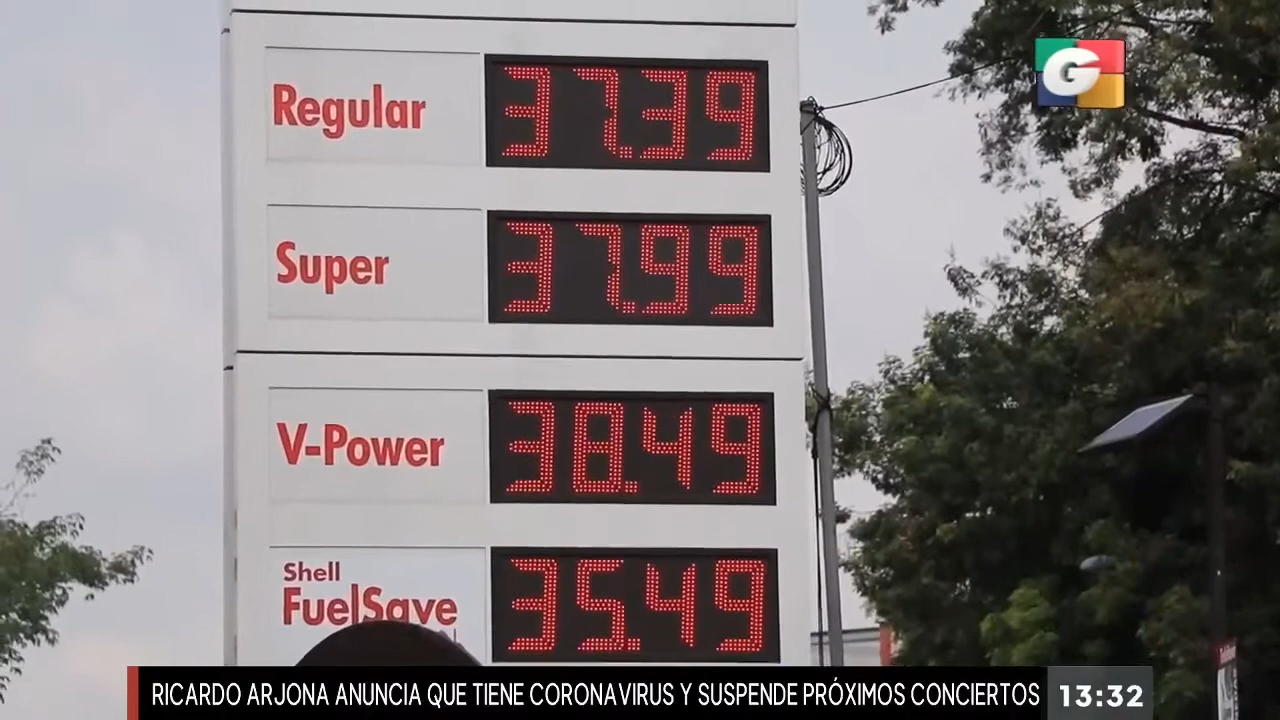 G
Regular 37.39
Super 37.99
V-Power 38.49
Shell
FuelSave 35.49
RICARDO ARJONA ANUNCIA QUE TIENE CORONAVIRUS Y SUSPENDE PRÓXIMOS CONCIERTOS 13:32